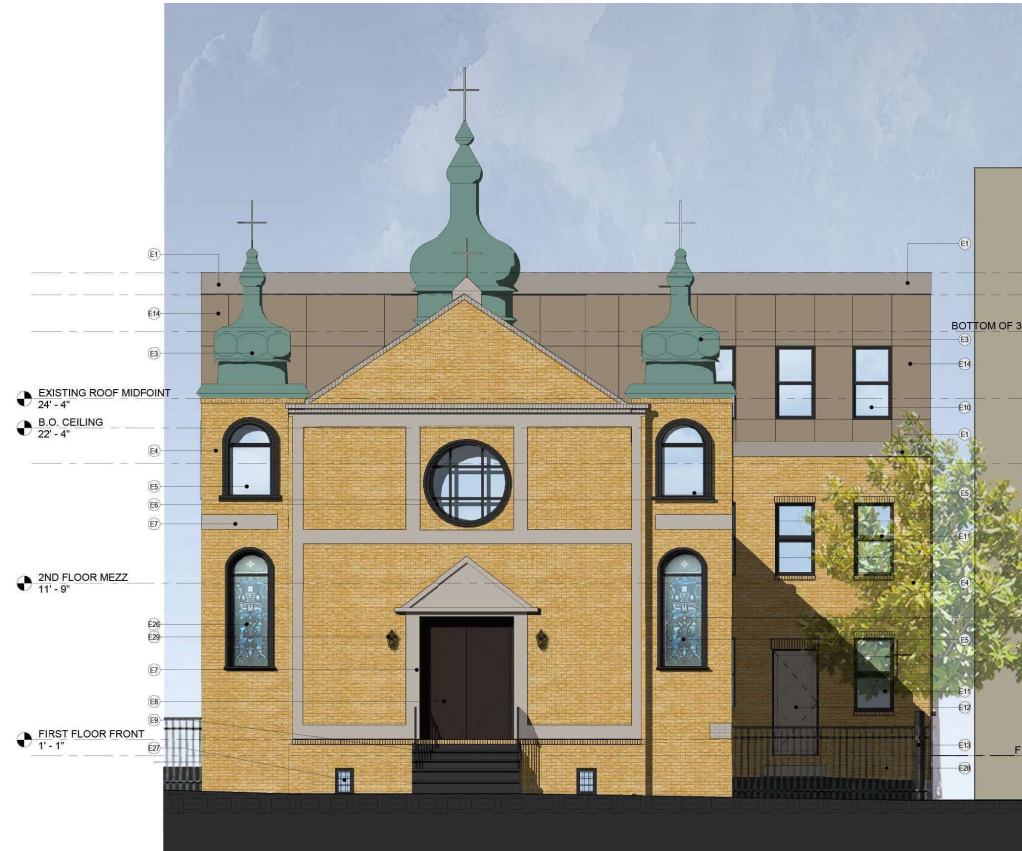 E1
E14
E3
EXISTING ROOF MIDFOINT
24' - 4"
B.O. CEILING
22' - 4"
E4
E5
E6
E7
2ND FLOOR MEZZ
11' - 9"
E26
E29
E7
E8
E9
FIRST FLOOR FRONT
1' - 1"
E27
E1
BOTTOM OF 3
E3
E14
E10
E1
E5
E11
E4
E5
E11
E12
E13
F
E28